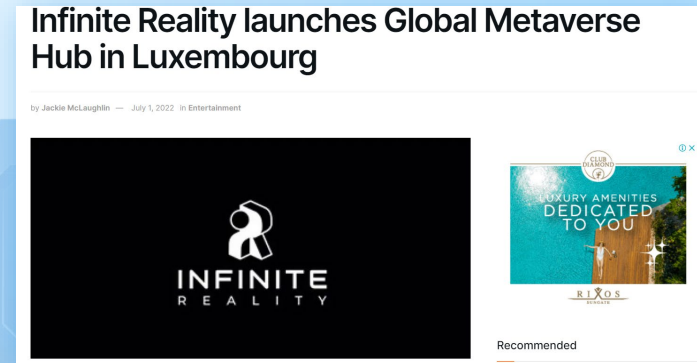 Infinite Reality launches Global Metaverse
Hub in Luxembourg
by Jackie McLaughlin — July 1, 2022 in Entertainment
INFINITE
REALITY
CLUB
DIAMOND
LUXURY AMENITIES
DEDICATED
TO YOU
RIXOS
Recommended